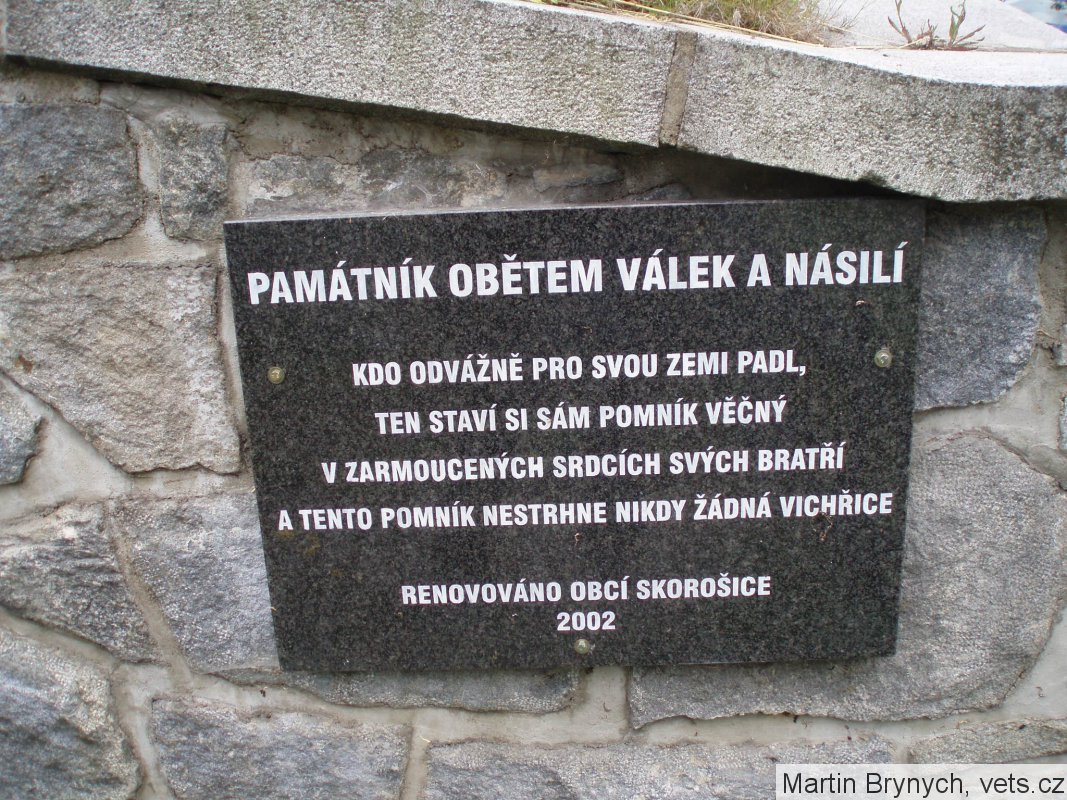 PAMÁTNÍK OBĚTEM VÁLEK A NÁSILÍ
KDO ODVÁŽNĚ PRO SVOU ZEMI PADL,
TEN STAVÍ SI SÁM POMNÍK VĚČNÝ
V ZARMOUCENÝCH SRDCÍCH SVÝCH BRATŘÍ
A TENTO POMNÍK NESTRHNE NIKDY ŽÁDNÁ VICHŘICE
RENOVOVÁNO OBCÍ SKOROŠICE
2002
Martin Brynych, vets.cz